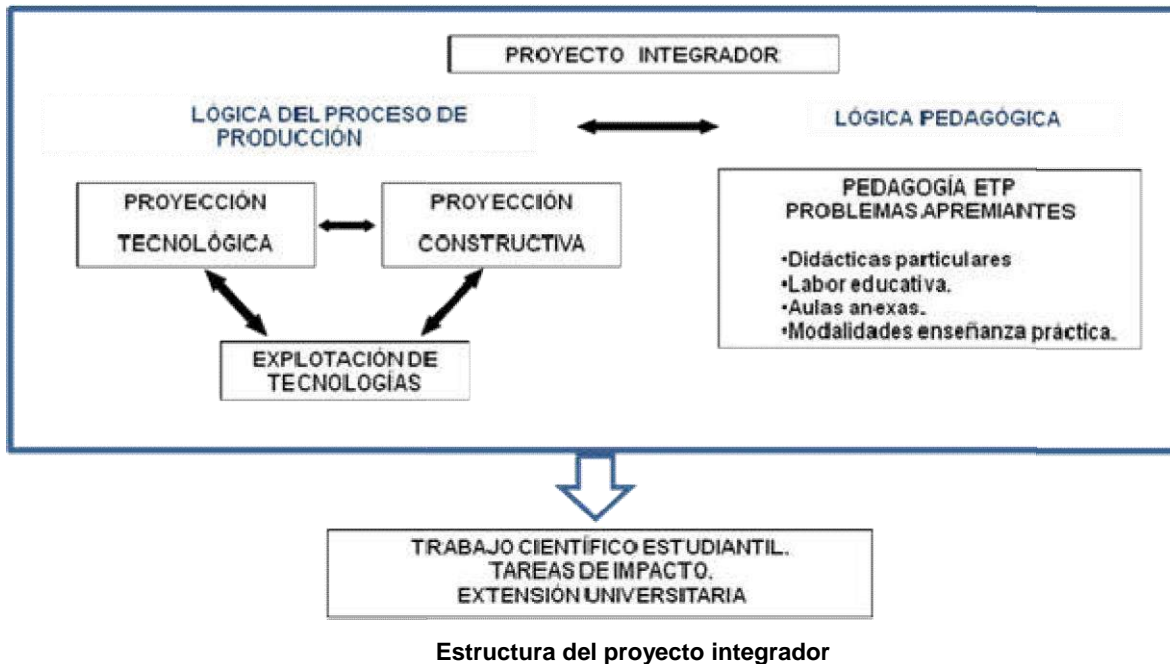 PROYECTO INTEGRADOR
LÓGICA DEL PROCESO DE
PRODUCCIÓN
LÓGICA PEDAGÓGICA
PROYECCIÓN
TECNOLÓGICA
PROYECCIÓN
CONSTRUCTIVA
EXPLOTACIÓN DE
TECNOLOGÍAS
PEDAGOGÍA ETP
PROBLEMAS APREMIANTES
•Didácticas particulares
•Labor educativa.
•Aulas anexas.
•Modalidades enseñanza práctica.
TRABAJO CIENTÍFICO ESTUDIANTIL.
TAREAS DE IMPACTO.
EXTENSIÓN UNIVERSITARIA
Estructura del proyecto integrador